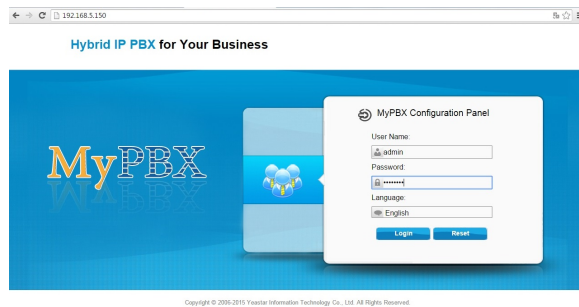 192.168.5.150
Hybrid IP PBX for Your Business
MyPBX
MyPBX Configuration Panel
User Name:
admin
Password:
••••••••
Language:
English
Login
Reset
Copyright © 2006-2015 Yeastar Information Technology Co., Ltd. All Rights Reserved.